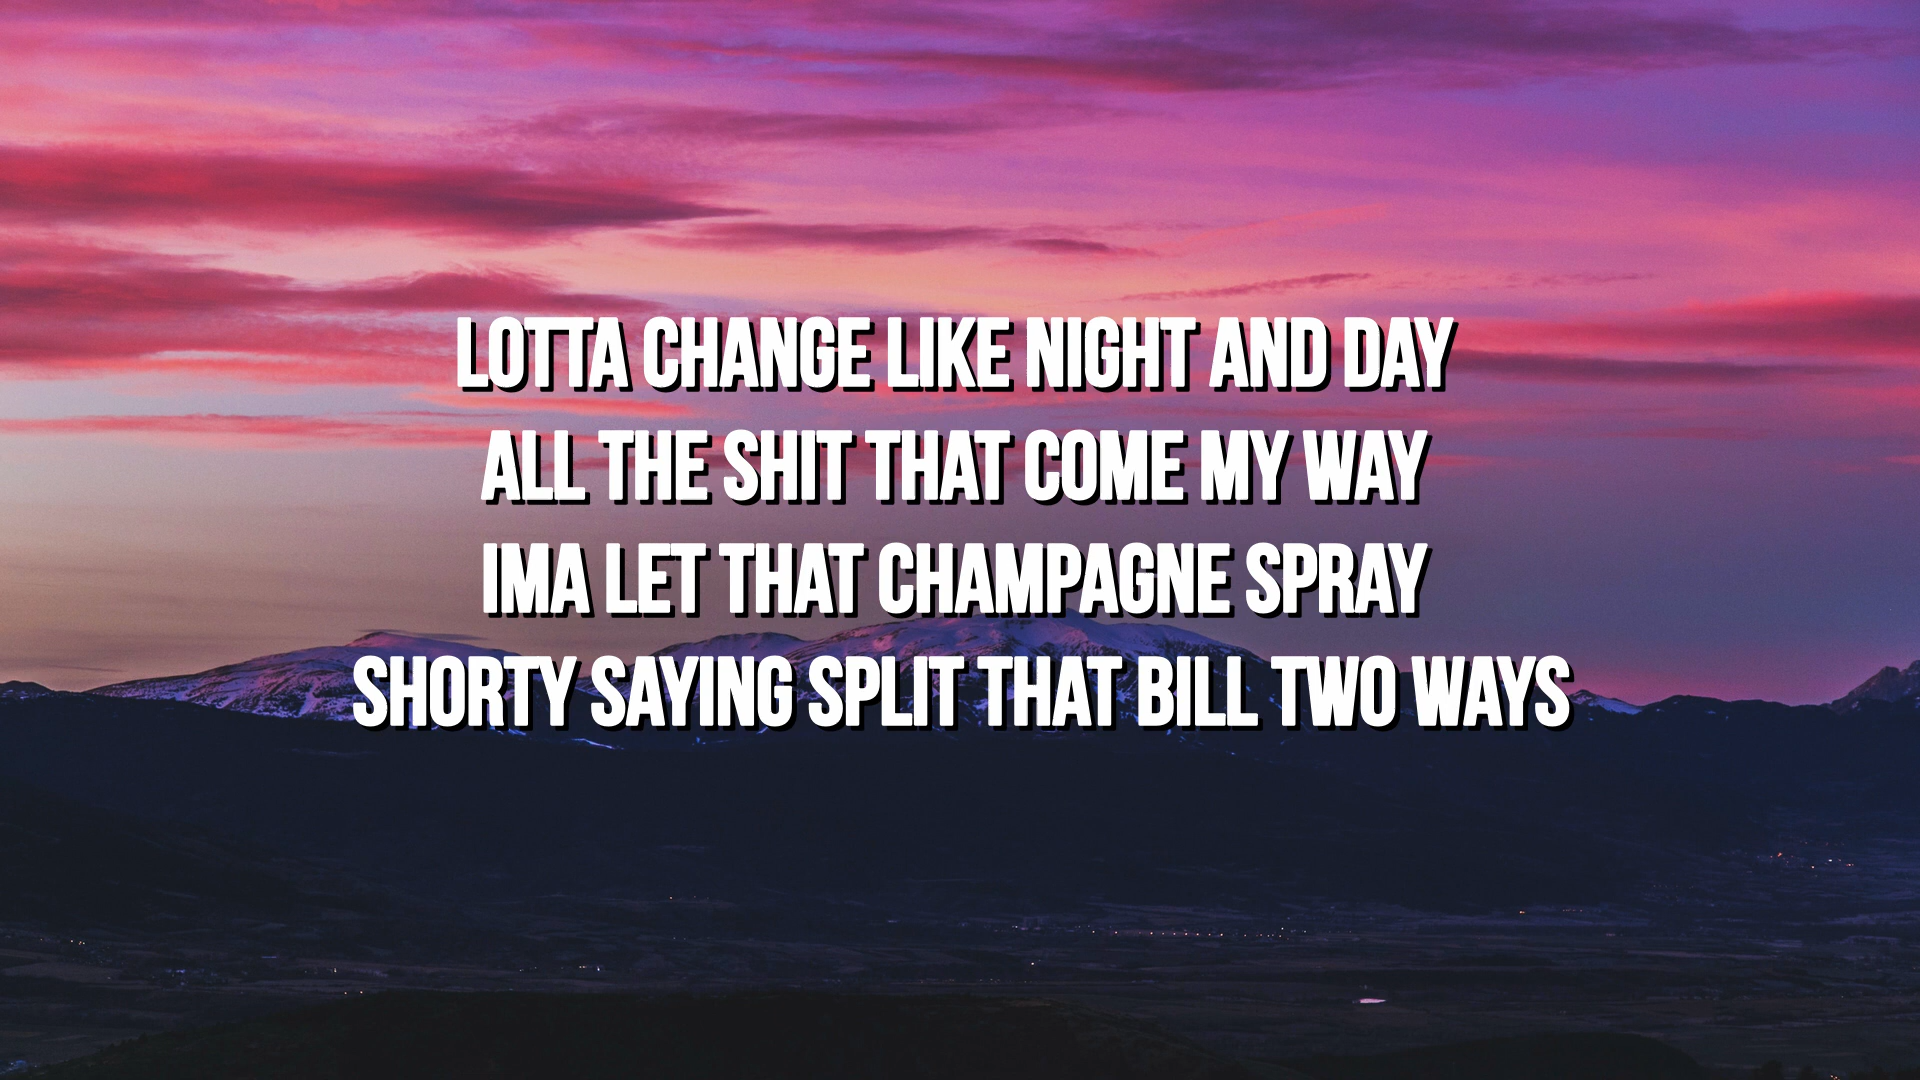 LOTTA CHANGE LIKE NIGHT AND DAY
ALL THE SHIT THAT COME MY WAY
IMA LET THAT CHAMPAGNE SPRAY
SHORTY SAYING SPLIT THAT BILL TWO WAYS